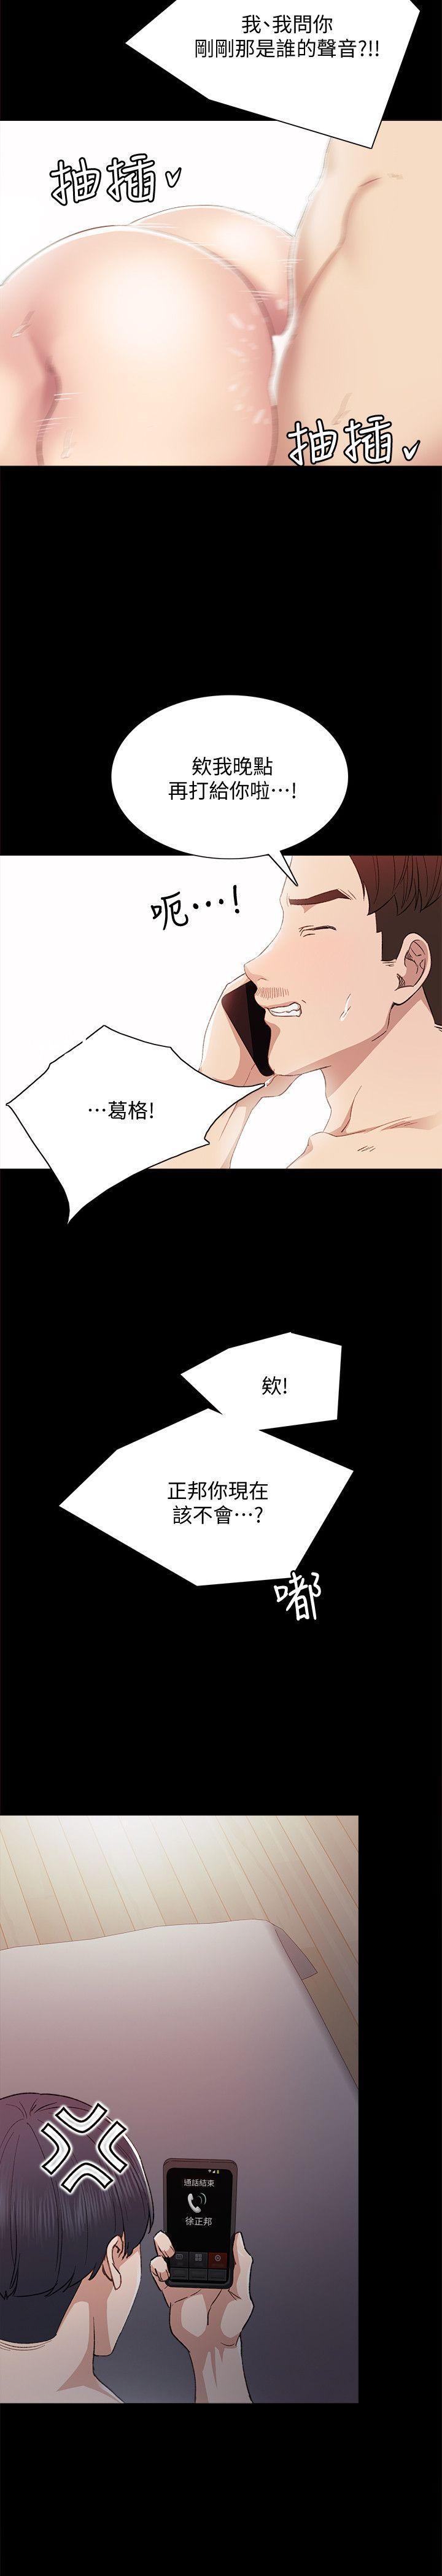 我、我問你
剛剛那是誰的聲音?!!
抽插
抽插
欸我晚點
再打給你啦…!
呃…!
…葛格!
欸!
正邦你現在
該不會…?
嘟
通話結束
徐正邦